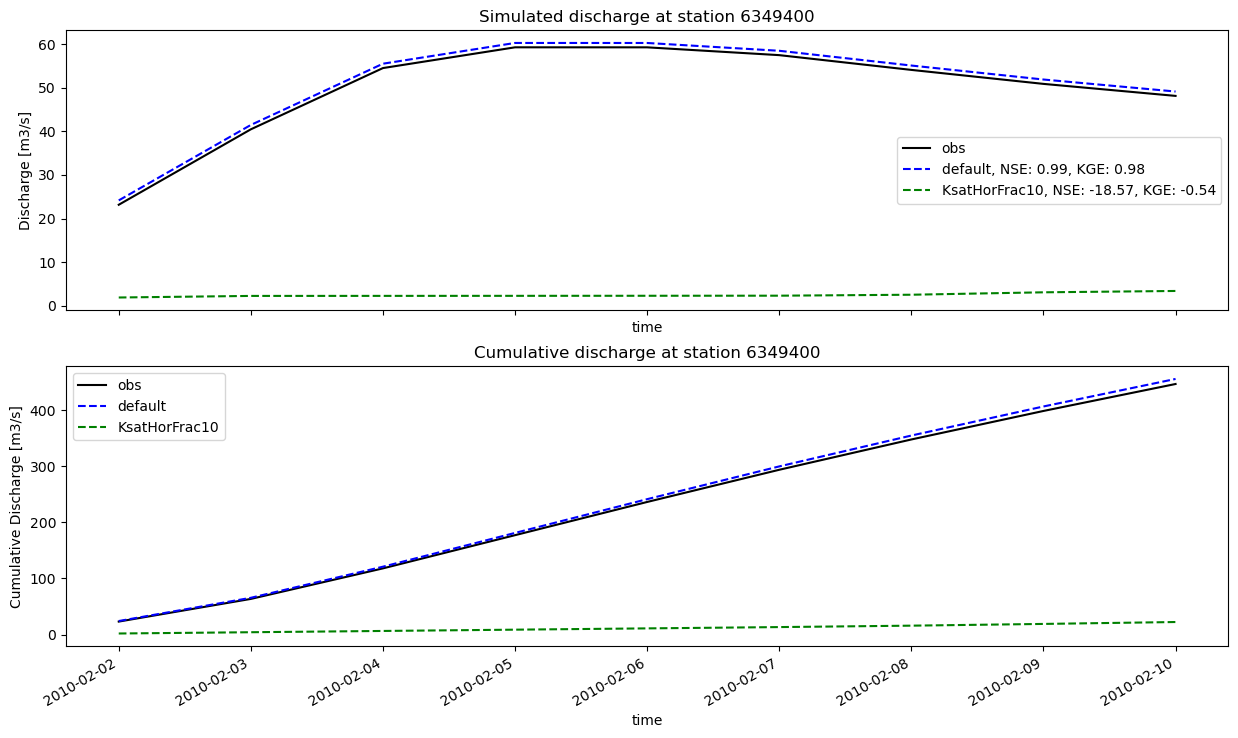 Simulated discharge at station 6349400
60
50
40
30
20
10
0
Discharge [m3/s]
obs
default, NSE: 0.99, KGE: 0.98
KsatHorFrac10, NSE: -18.57, KGE: -0.54
time
Cumulative discharge at station 6349400
400
300
200
100
0
Cumulative Discharge [m3/s]
obs
default
KsatHorFrac10
2010-02-02
2010-02-03
2010-02-04
2010-02-05
2010-02-06
2010-02-07
2010-02-08
2010-02-09
2010-02-10
time